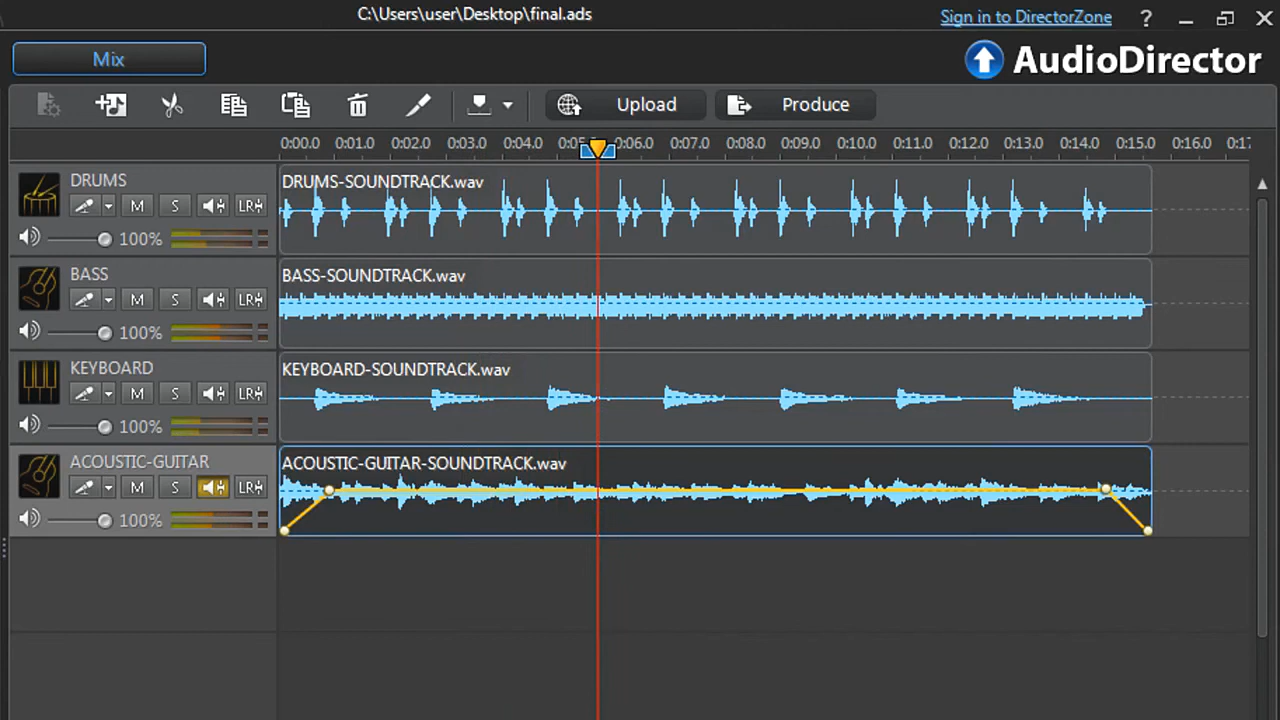 C:\Users\user\Desktop\final.ads
Sign in to DirectorZone
?
Mix
AudioDirector
Upload
Produce
0:00.0 0:01.0 0:02.0 0:03.0 0:04.0 0:05. 0:06.0 0:07.0 0:08.0 0:09.0 0:10.0 0:11.0 0:12.0 0:13.0 0:14.0 0:15.0 0:16.0 0:17
DRUMS
DRUMS-SOUNDTRACK.wav
M S LR
100%
BASS
BASS-SOUNDTRACK.wav
M S LR
100%
KEYBOARD
KEYBOARD-SOUNDTRACK.wav
M S LR
100%
ACOUSTIC-GUITAR
ACOUSTIC-GUITAR-SOUNDTRACK.wav
M S LR
100%